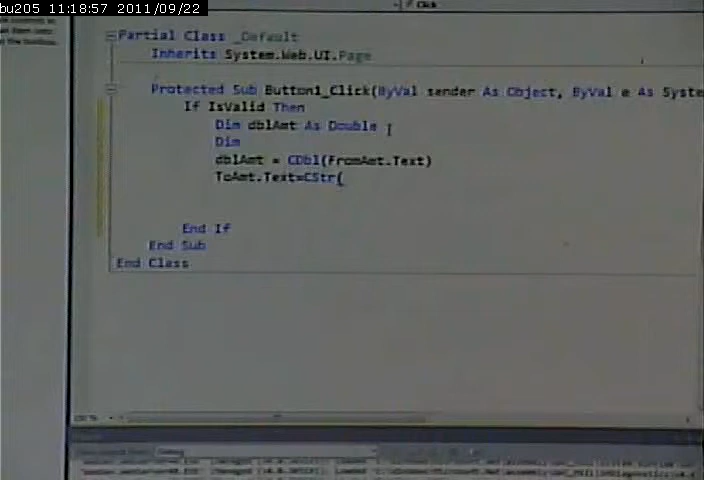 bu205 11:18:57 2011/09/22
Click
Partial Class _Default
Inherits System.Web.UI.Page
Protected Sub Button1_Click(ByVal sender As Object, ByVal e As Syste
If IsValid Then
Dim dblAmt As Double
Dim
dblAmt = CDbl(FromAmt.Text)
ToAmt.Text=CStr(
End If
End Sub
End Class